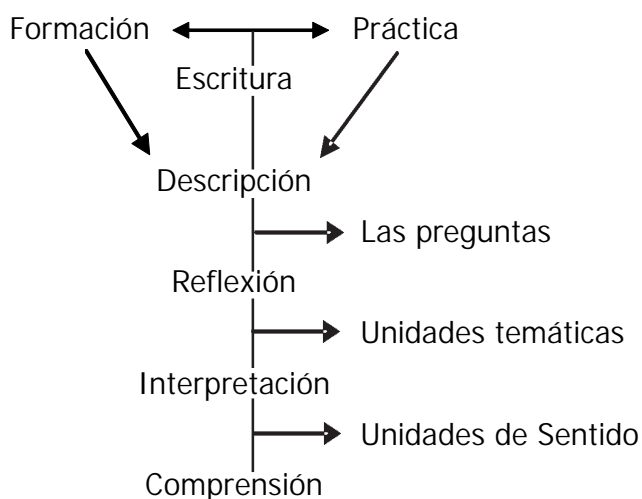 Formación
Práctica
Escritura
Descripción
Las preguntas
Reflexión
Unidades temáticas
Interpretación
Unidades de Sentido
Comprensión